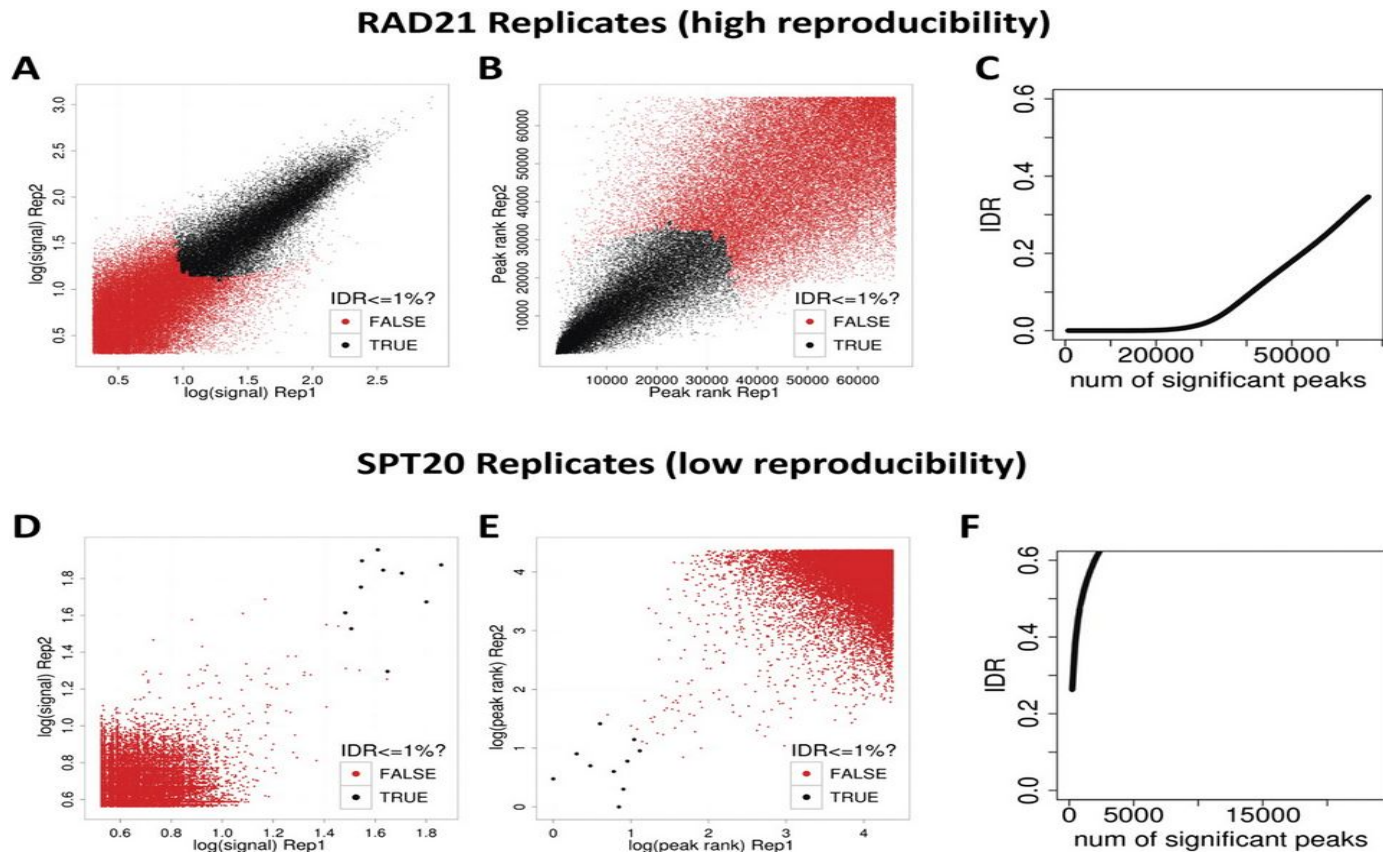 RAD21 Replicates (high reproducibility)
A
log(signal) Rep2
3.0
2.5
2.0
1.5
1.0
0.5
IDR<=1%?
FALSE
TRUE
0.5 1.0 1.5 2.0 2.5
log(signal) Rep1
B
Peak rank Rep2
60000
50000
40000
30000
20000
10000
IDR<=1%?
FALSE
TRUE
10000 20000 30000 40000 50000 60000
Peak rank Rep1
C
IDR
0.6
0.4
0.2
0.0
0 20000 50000
num of significant peaks
SPT20 Replicates (low reproducibility)
D
log(signal) Rep2
1.8
1.6
1.4
1.2
1.0
0.8
0.6
IDR<=1%?
FALSE
TRUE
0.6 0.8 1.0 1.2 1.4 1.6 1.8
log(signal) Rep1
E
log(peak rank) Rep2
4
3
2
1
0
IDR<=1%?
FALSE
TRUE
0 1 2 3 4
log(peak rank) Rep1
F
IDR
0.6
0.4
0.2
0.0
0 5000 15000
num of significant peaks